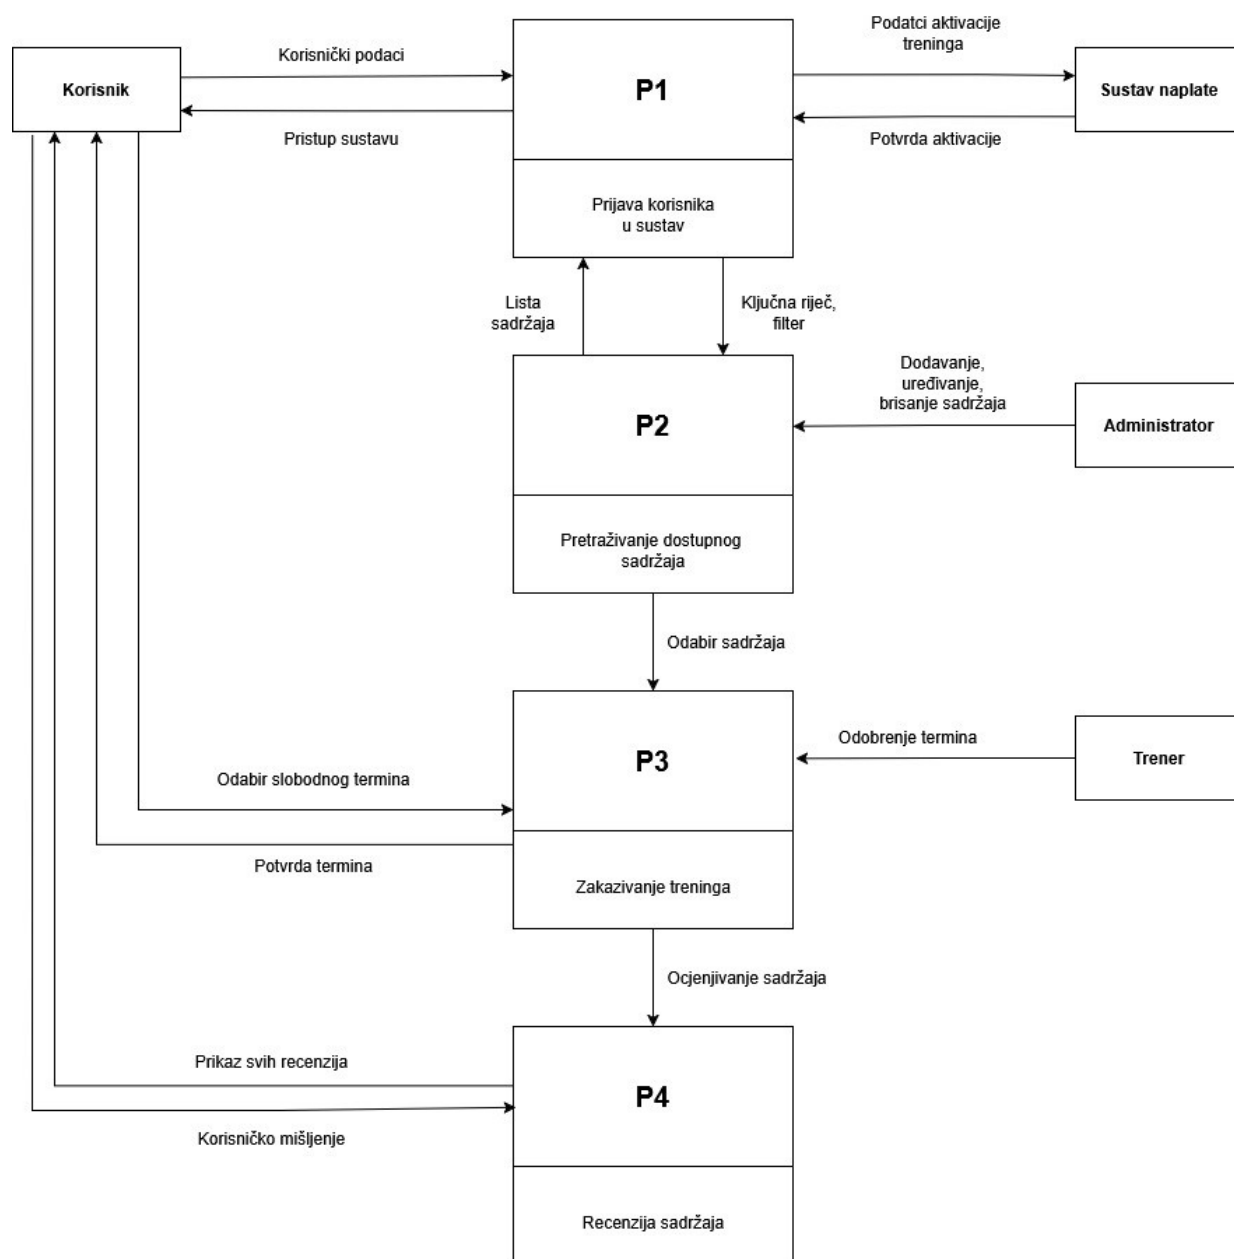 Korisnik
Korisnički podaci
Pristup sustavu
P1
Prijava korisnika
u sustav
Podatci aktivacije
treninga
Potvrda aktivacije
Sustav naplate
Lista
sadržaja
Ključna riječ,
filter
P2
Pretraživanje dostupnog
sadržaja
Dodavanje,
uređivanje,
brisanje sadržaja
Administrator
Odabir sadržaja
P3
Zakazivanje treninga
Odabir slobodnog termina
Potvrda termina
Odobrenje termina
Trener
Ocjenjivanje sadržaja
Prikaz svih recenzija
Korisničko mišljenje
P4
Recenzija sadržaja